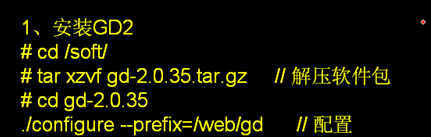 1、安装GD2
# cd /soft/
# tar xzvf gd-2.0.35.tar.gz // 解压软件包
# cd gd-2.0.35
./configure --prefix=/web/gd // 配置